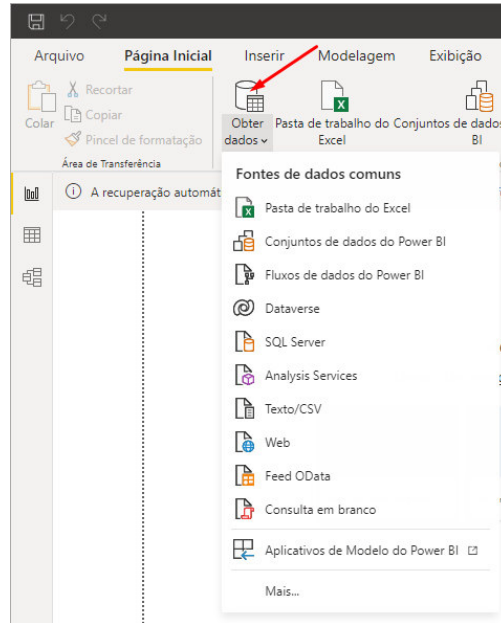 Arquivo Página Inicial Inserir Modelagem Exibição
Colar
Recortar
Copiar
Pincel de formatação
Área de Transferência
Obter dados
Pasta de trabalho do Excel
Conjuntos de dados BI
A recuperação automát
Fontes de dados comuns
Pasta de trabalho do Excel
Conjuntos de dados do Power BI
Fluxos de dados do Power BI
Dataverse
SQL Server
Analysis Services
Texto/CSV
Web
Feed OData
Consulta em branco
Aplicativos de Modelo do Power BI
Mais...